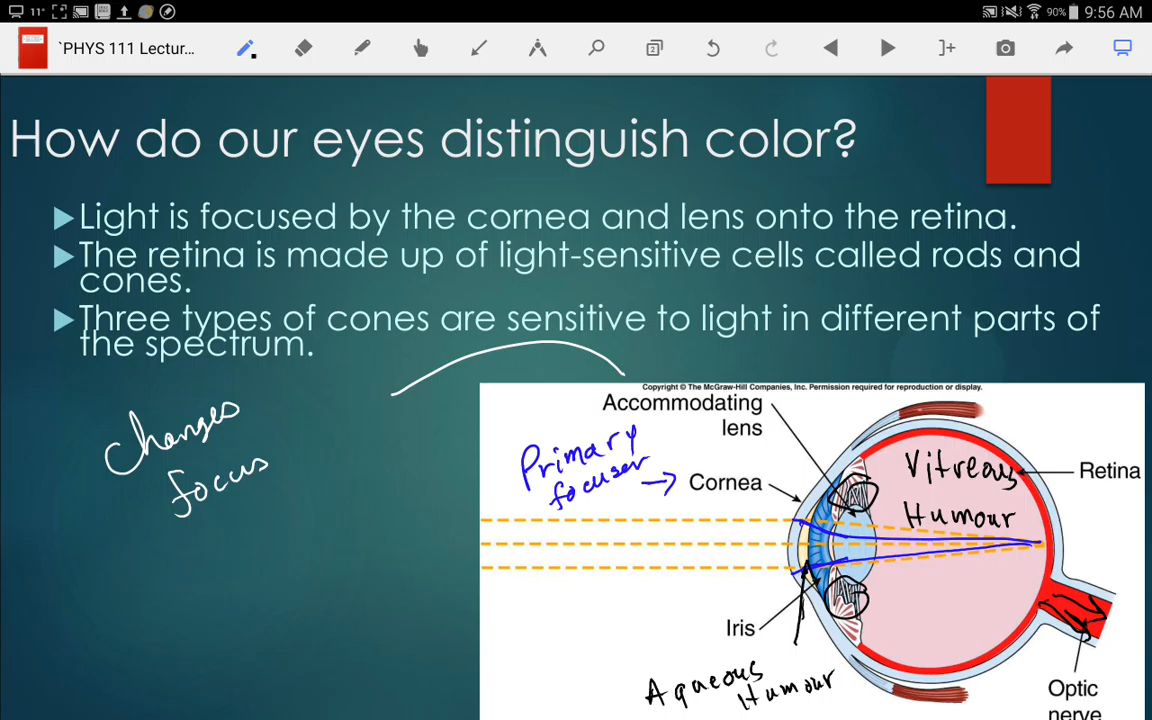 11°
90%
9:56 AM
`PHYS 111 Lectur...
2
How do our eyes distinguish color?
Light is focused by the cornea and lens onto the retina.
The retina is made up of light-sensitive cells called rods and
cones.
Three types of cones are sensitive to light in different parts of
the spectrum.
changes
focus
Copyright © The McGraw-Hill Companies, Inc. Permission required for reproduction or display.
Accommodating
lens
Primary
focuser
Cornea
Vitreous
Humour
Retina
Iris
Aqueous
Humour
Optic
nerve